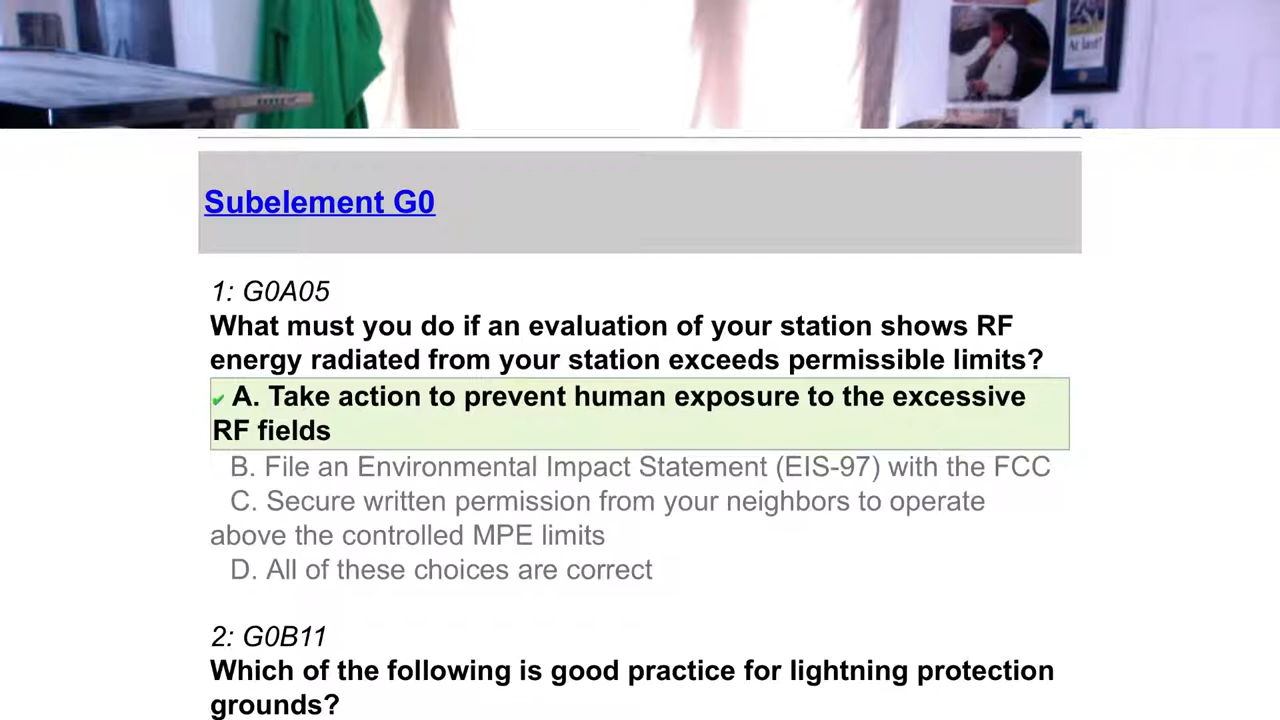 At last!
Subelement G0
1: G0A05
What must you do if an evaluation of your station shows RF
energy radiated from your station exceeds permissible limits?
✔ A. Take action to prevent human exposure to the excessive
RF fields
B. File an Environmental Impact Statement (EIS-97) with the FCC
C. Secure written permission from your neighbors to operate
above the controlled MPE limits
D. All of these choices are correct
2: G0B11
Which of the following is good practice for lightning protection
grounds?